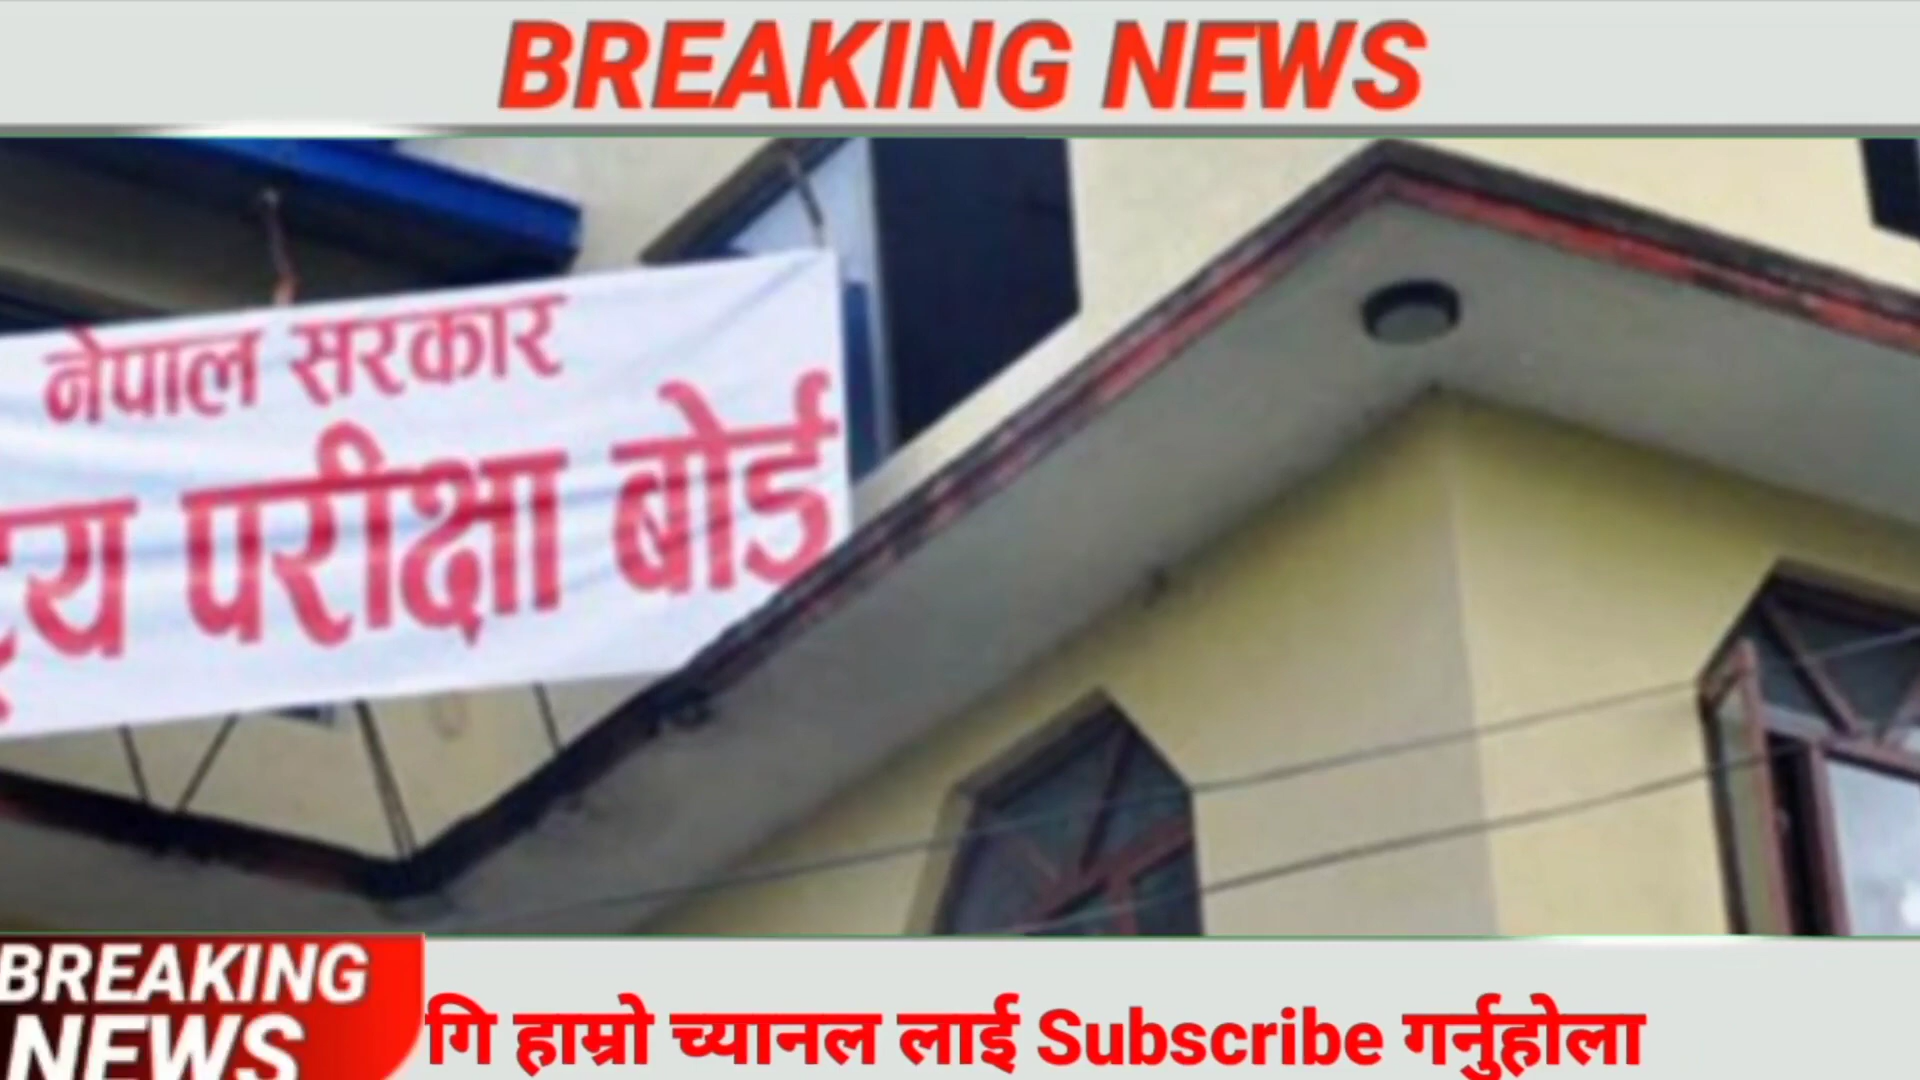 BREAKING NEWS
नेपाल सरकार
परीक्षा बोर्ड
BREAKING
NEWS
गि हाम्रो च्यानल लाई Subscribe गर्नुहोला